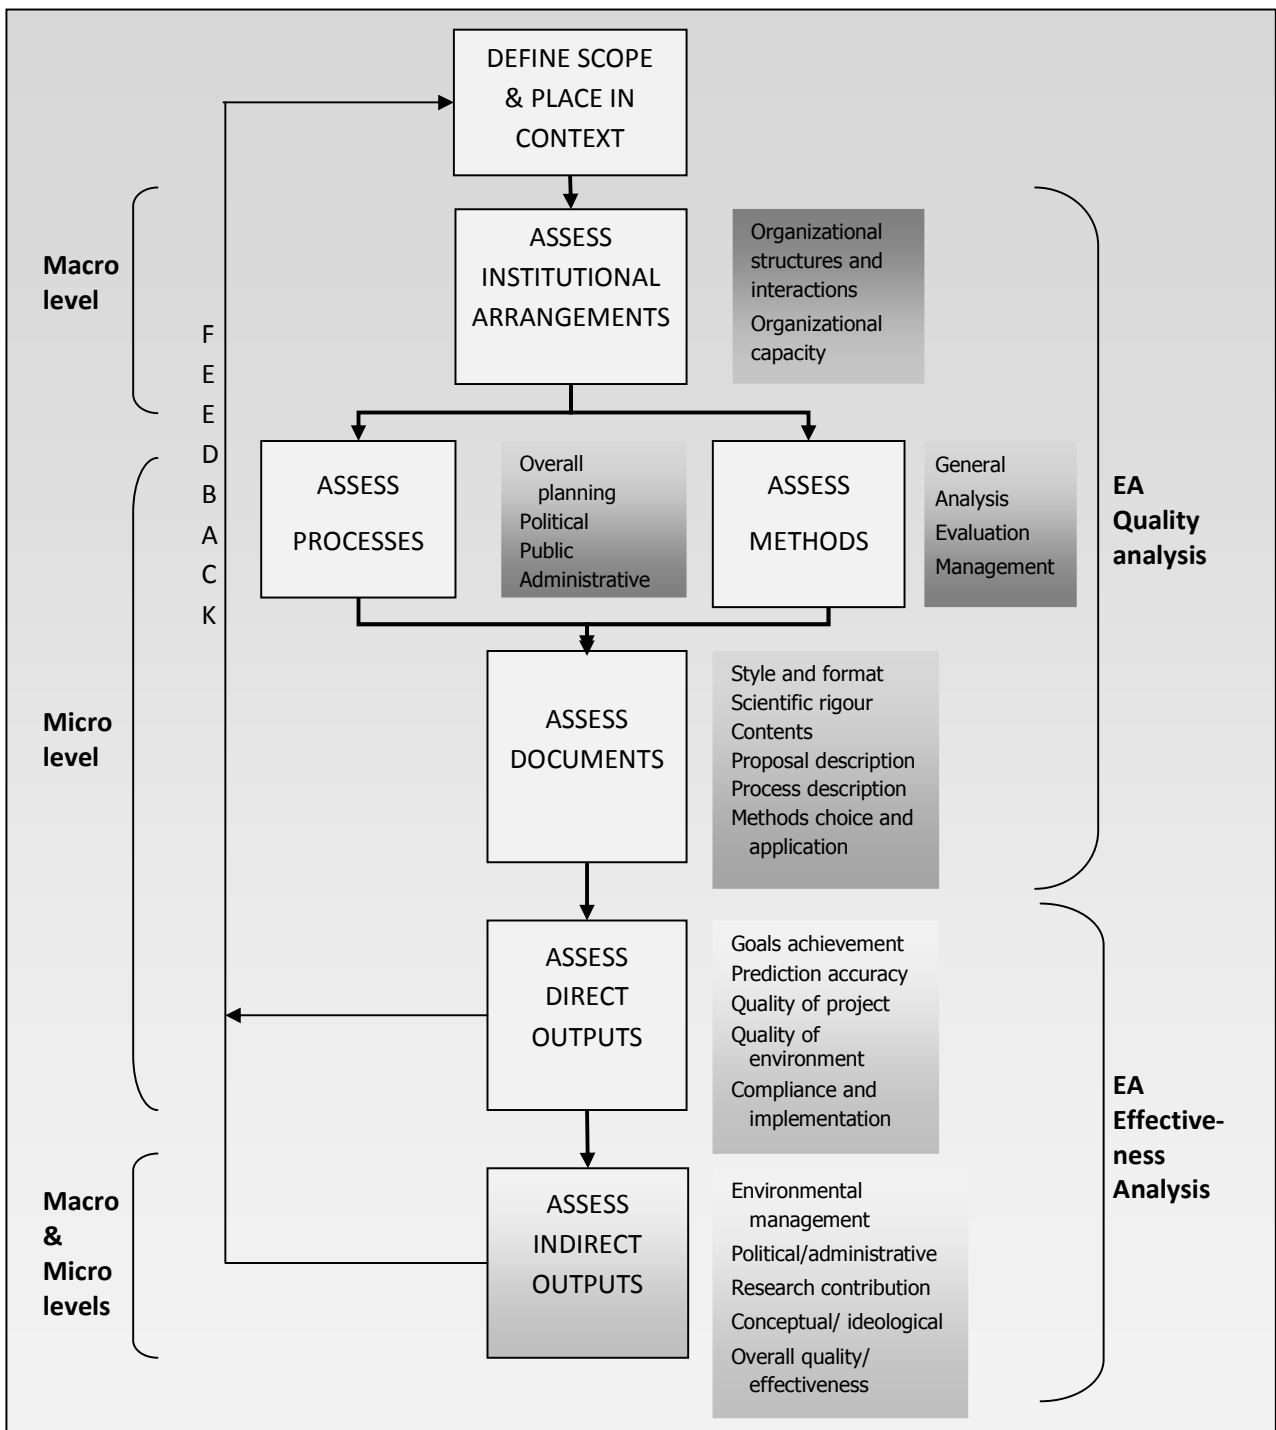 DEFINE SCOPE
& PLACE IN
CONTEXT
Macro
level
ASSESS
INSTITUTIONAL
ARRANGEMENTS
Organizational
structures and
interactions
Organizational
capacity
F
E
E
D
B
A
C
K
ASSESS
PROCESSES
Overall
planning
Political
Public
Administrative
ASSESS
METHODS
General
Analysis
Evaluation
Management
EA
Quality
analysis
Micro
level
ASSESS
DOCUMENTS
Style and format
Scientific rigour
Contents
Proposal description
Process description
Methods choice and
application
ASSESS
DIRECT
OUTPUTS
Goals achievement
Prediction accuracy
Quality of project
Quality of
environment
Compliance and
implementation
EA
Effective-
ness
Analysis
Macro
&
Micro
levels
ASSESS
INDIRECT
OUTPUTS
Environmental
management
Political/administrative
Research contribution
Conceptual/ ideological
Overall quality/
effectiveness